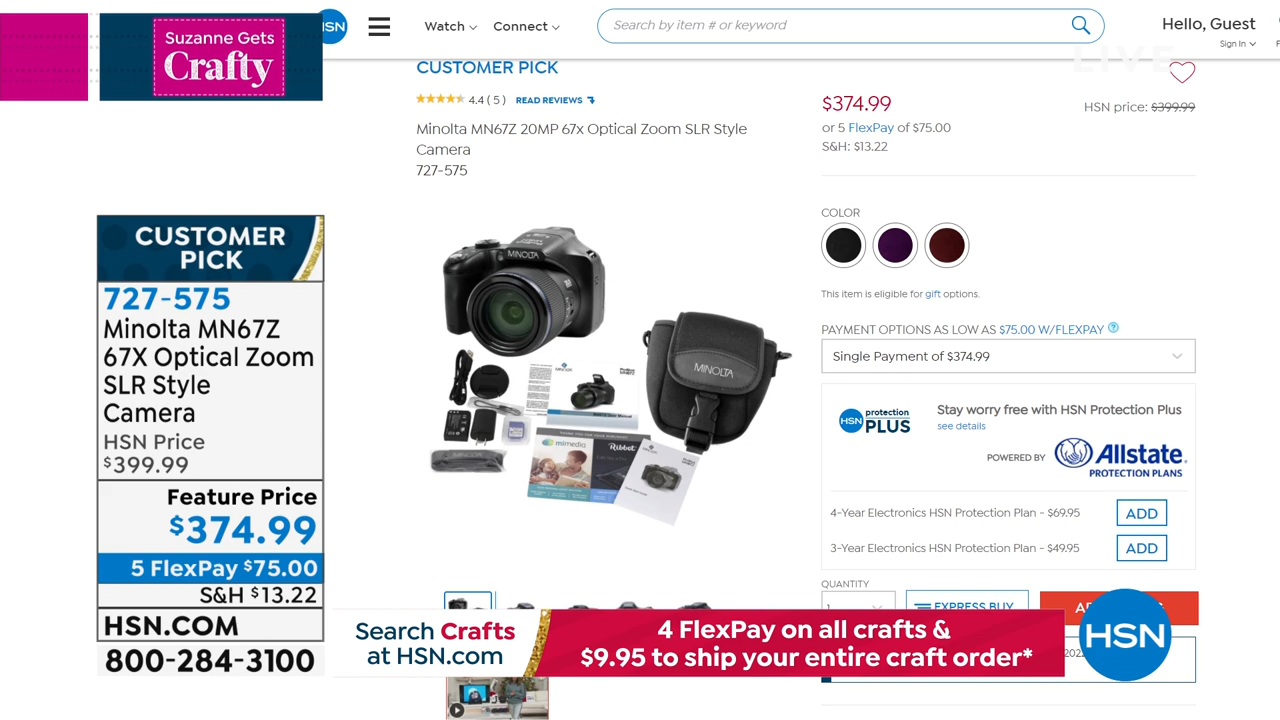 Suzanne Gets
Crafty
HSN
Watch
Connect
Search by item # or keyword
Hello, Guest
Sign In
LIVE
CUSTOMER PICK
4.4 ( 5 ) READ REVIEWS
Minolta MN67Z 20MP 67x Optical Zoom SLR Style
Camera
727-575
$374.99
HSN price: $399.99
or 5 FlexPay of $75.00
S&H: $13.22
COLOR
This item is eligible for gift options.
PAYMENT OPTIONS AS LOW AS $75.00 W/FLEXPAY ?
Single Payment of $374.99
HSN protection
PLUS
Stay worry free with HSN Protection Plus
see details
POWERED BY Allstate
PROTECTION PLANS
4-Year Electronics HSN Protection Plan - $69.95 ADD
3-Year Electronics HSN Protection Plan - $49.95 ADD
QUANTITY
1
EXPRESS BUY
MINOLTA
MINOLTA
mimedia
Ribbet
CUSTOMER
PICK
727-575
Minolta MN67Z
67X Optical Zoom
SLR Style
Camera
HSN Price
$399.99
Feature Price
$374.99
5 FlexPay $75.00
S&H $13.22
HSN.COM
800-284-3100
Search Crafts
at HSN.com
4 FlexPay on all crafts &
$9.95 to ship your entire craft order*
HSN